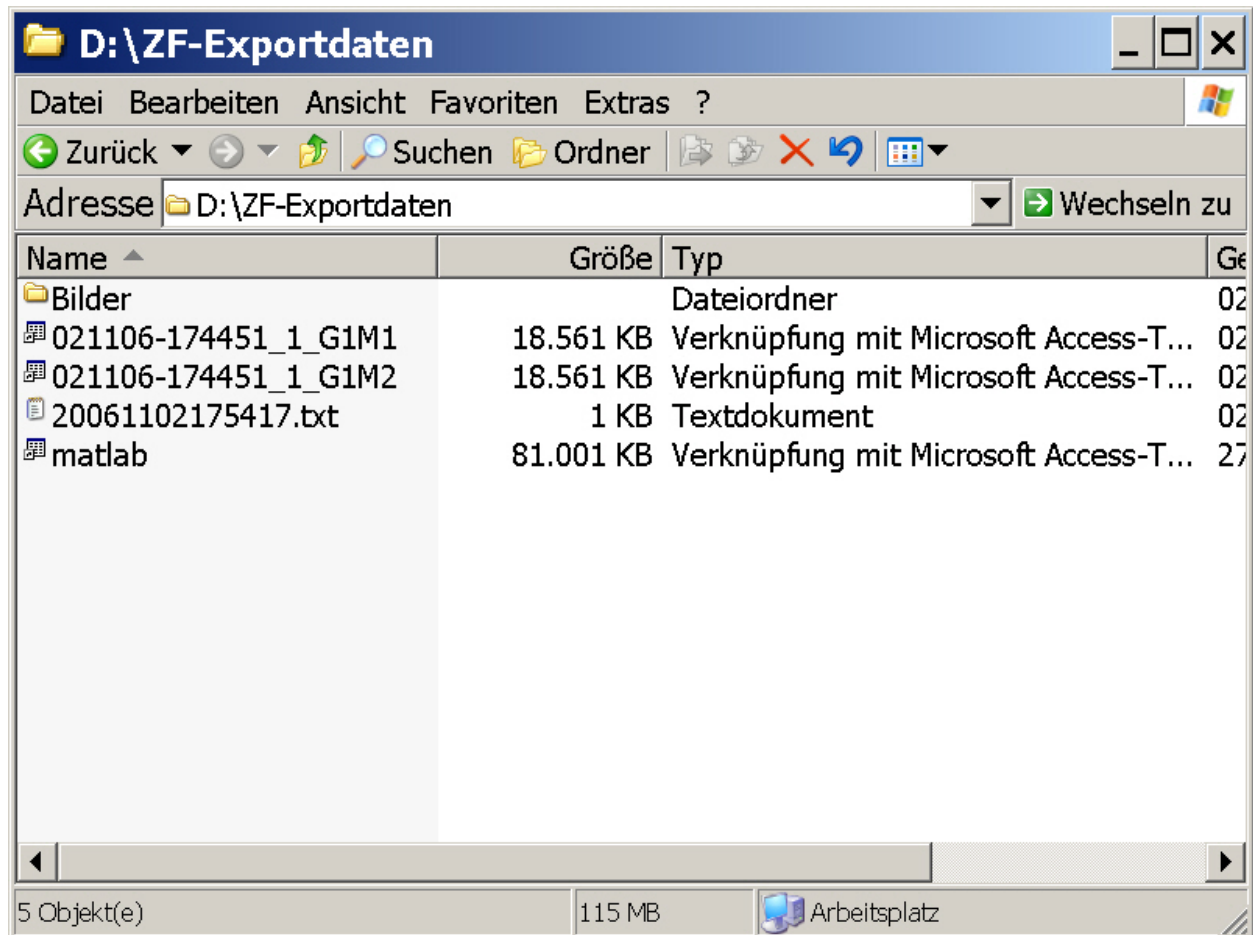 D:\ZF-Exportdaten
Datei Bearbeiten Ansicht Favoriten Extras ?
Zurück Suchen Ordner
Adresse D:\ZF-Exportdaten Wechseln zu
Name Größe Typ Ge
Bilder Dateiordner 02
021106-174451_1_G1M1 18.561 KB Verknüpfung mit Microsoft Access-T... 02
021106-174451_1_G1M2 18.561 KB Verknüpfung mit Microsoft Access-T... 02
20061102175417.txt 1 KB Textdokument 02
matlab 81.001 KB Verknüpfung mit Microsoft Access-T... 27
5 Objekt(e) 115 MB Arbeitsplatz